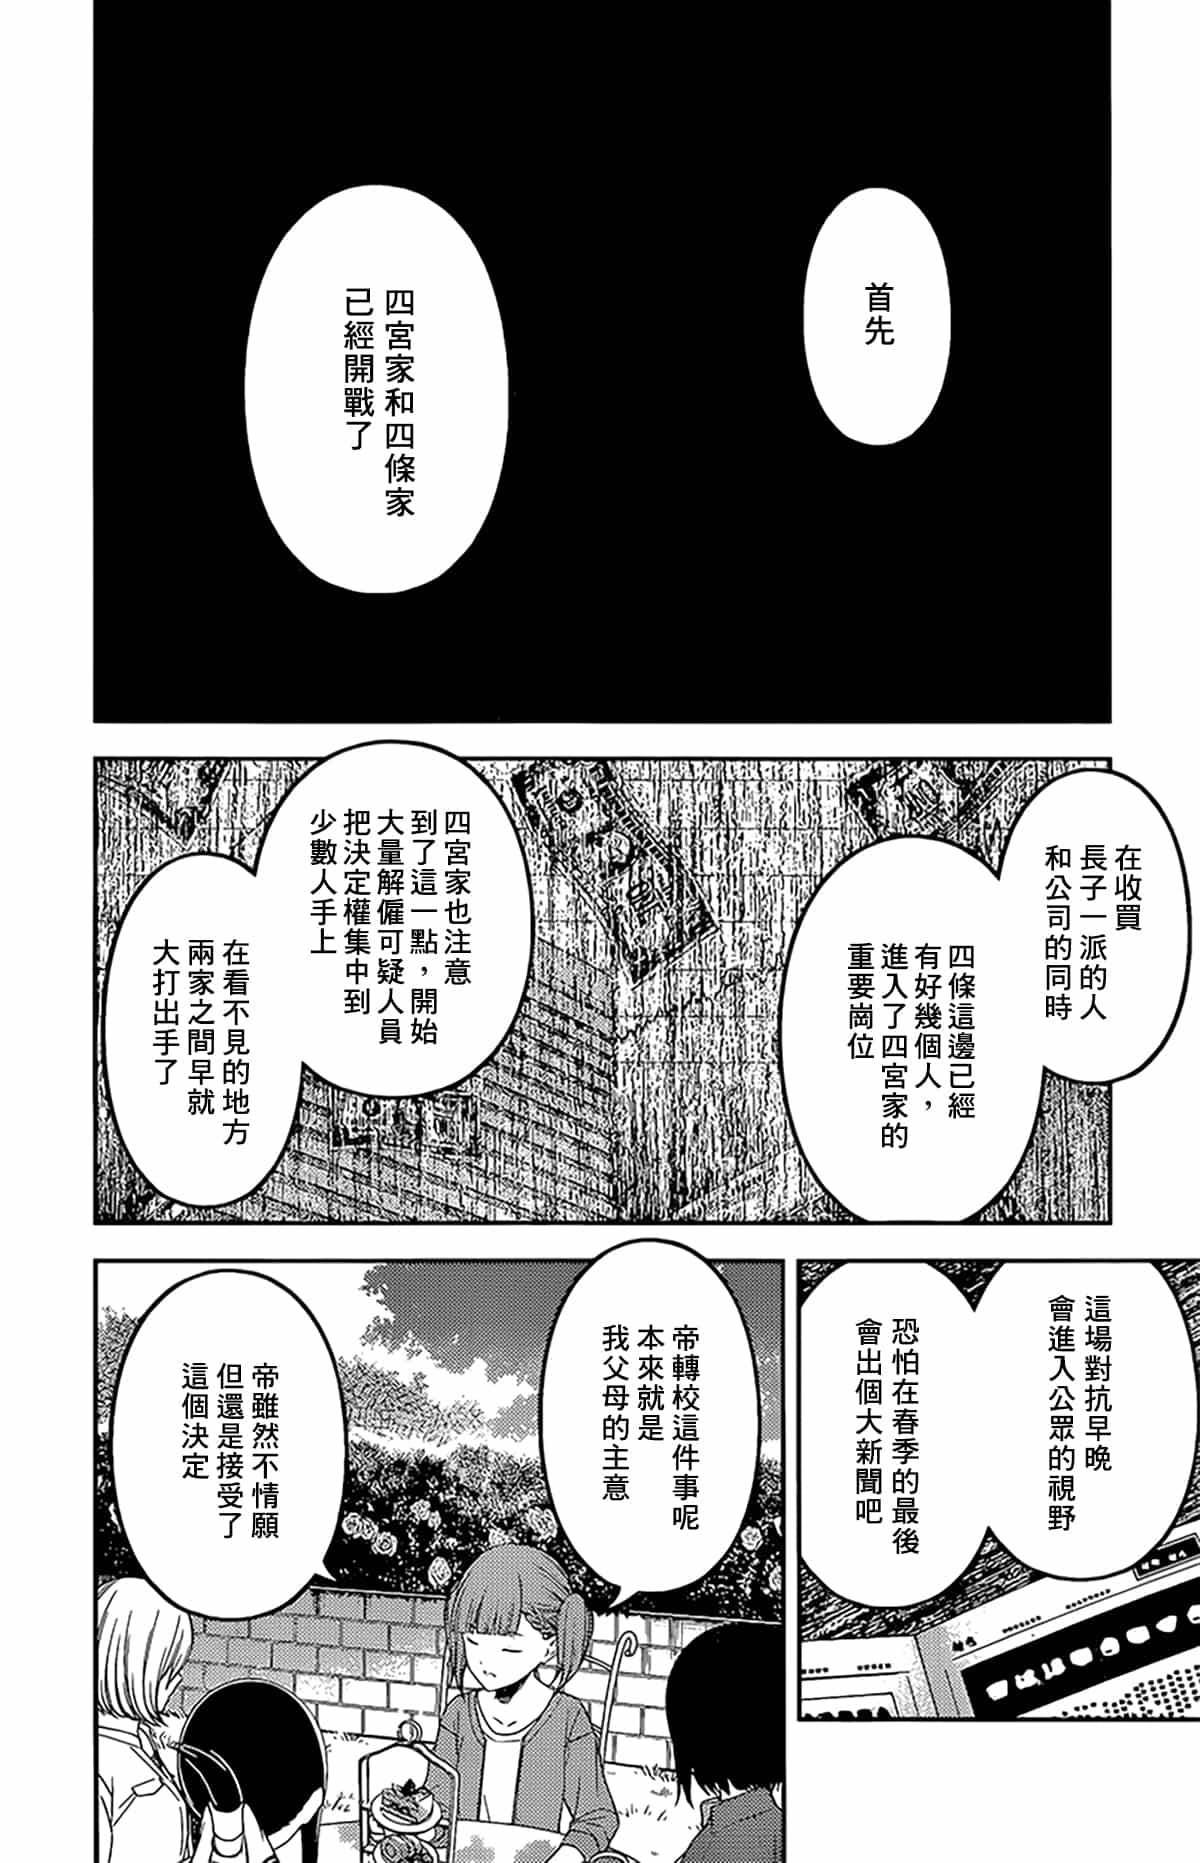 首先
四宮家和四條家
已經開戰了
在收買
長子一派的人
和公司的同時
四條這邊已經
有好幾個人，
進入了四宮家的
重要崗位
四宮家也注意
到了這一點，開始
大量解僱可疑人員
把決定權集中到
少數人手上
在看不見的地方
兩家之間早就
大打出手了
這場對抗早晚
會進入公眾的視野
恐怕在春季的最後
會出個大新聞吧
帝轉校這件事呢
本來就是
我父母的主意
帝雖然不情願
但還是接受了
這個決定